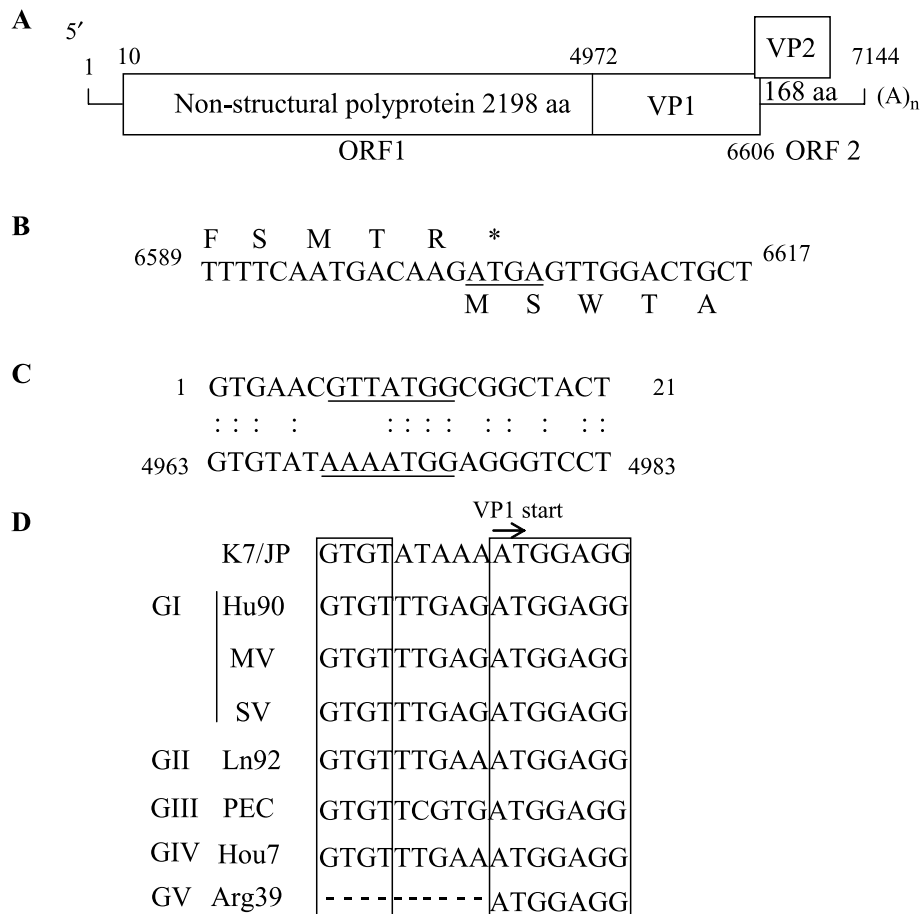 A
5′
1
10
4972
VP2
7144
Non-structural polyprotein 2198 aa
VP1
168 aa
(A)n
ORF1
6606
ORF 2
B
F S M T R *
6589 TTTTCAATGACAAGATGAGTTGGACTGCT 6617
M S W T A
C
1 GTGAACGTTATGGCGGCTACT 21
: : : : : : : : : : : : :
4963 GTGTATAAAATGGAGGGTCCT 4983
D
VP1 start
K7/JP GTGTATAAAATGGAGG
GI Hu90 GTGTTTGAGATGGAGG
MV GTGTTTGAGATGGAGG
SV GTGTTTGAGATGGAGG
GII Ln92 GTGTTTGAAATGGAGG
GIII PEC GTGTTCGTGATGGAGG
GIV Hou7 GTGTTTGAAATGGAGG
GV Arg39 - - - - - - - - - ATGGAGG